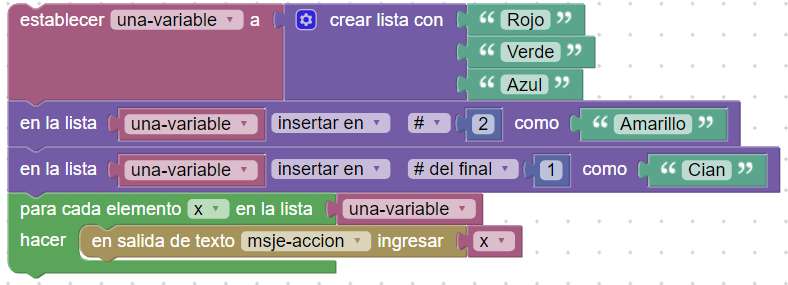 establecer una-variable a crear lista con “ Rojo ”
“ Verde ”
“ Azul ”
en la lista una-variable insertar en # 2 como “ Amarillo ”
en la lista una-variable insertar en # del final 1 como “ Cian ”
para cada elemento x en la lista una-variable
hacer en salida de texto msje-accion ingresar x